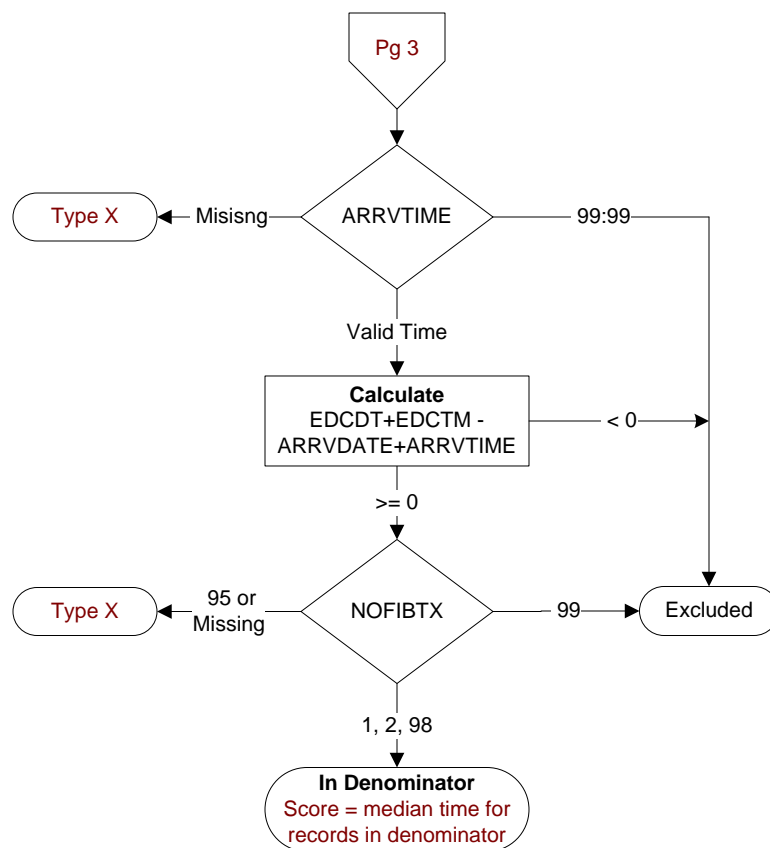 Pg 3
ARRVTIME
Type X
Misisng
99:99
Valid Time
Calculate
EDCDT+EDCTM -
ARRVDATE+ARRVTIME
< 0
>= 0
NOFIBTX
Type X
95 or
Missing
99
Excluded
1, 2, 98
In Denominator
Score = median time for
records in denominator